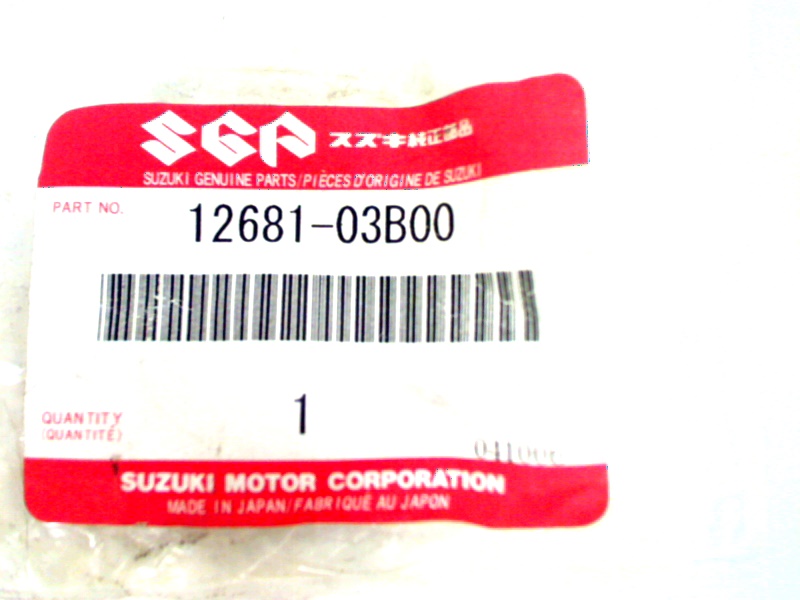 SGP スズキ純正部品
SUZUKI GENUINE PARTS/PIÈCES D'ORIGINE DE SUZUKI
PART NO.
12681-03B00
1
QUANTITY
(QUANTITÉ)
SUZUKI MOTOR CORPORATION
MADE IN JAPAN/FABRIQUÉ AU JAPON